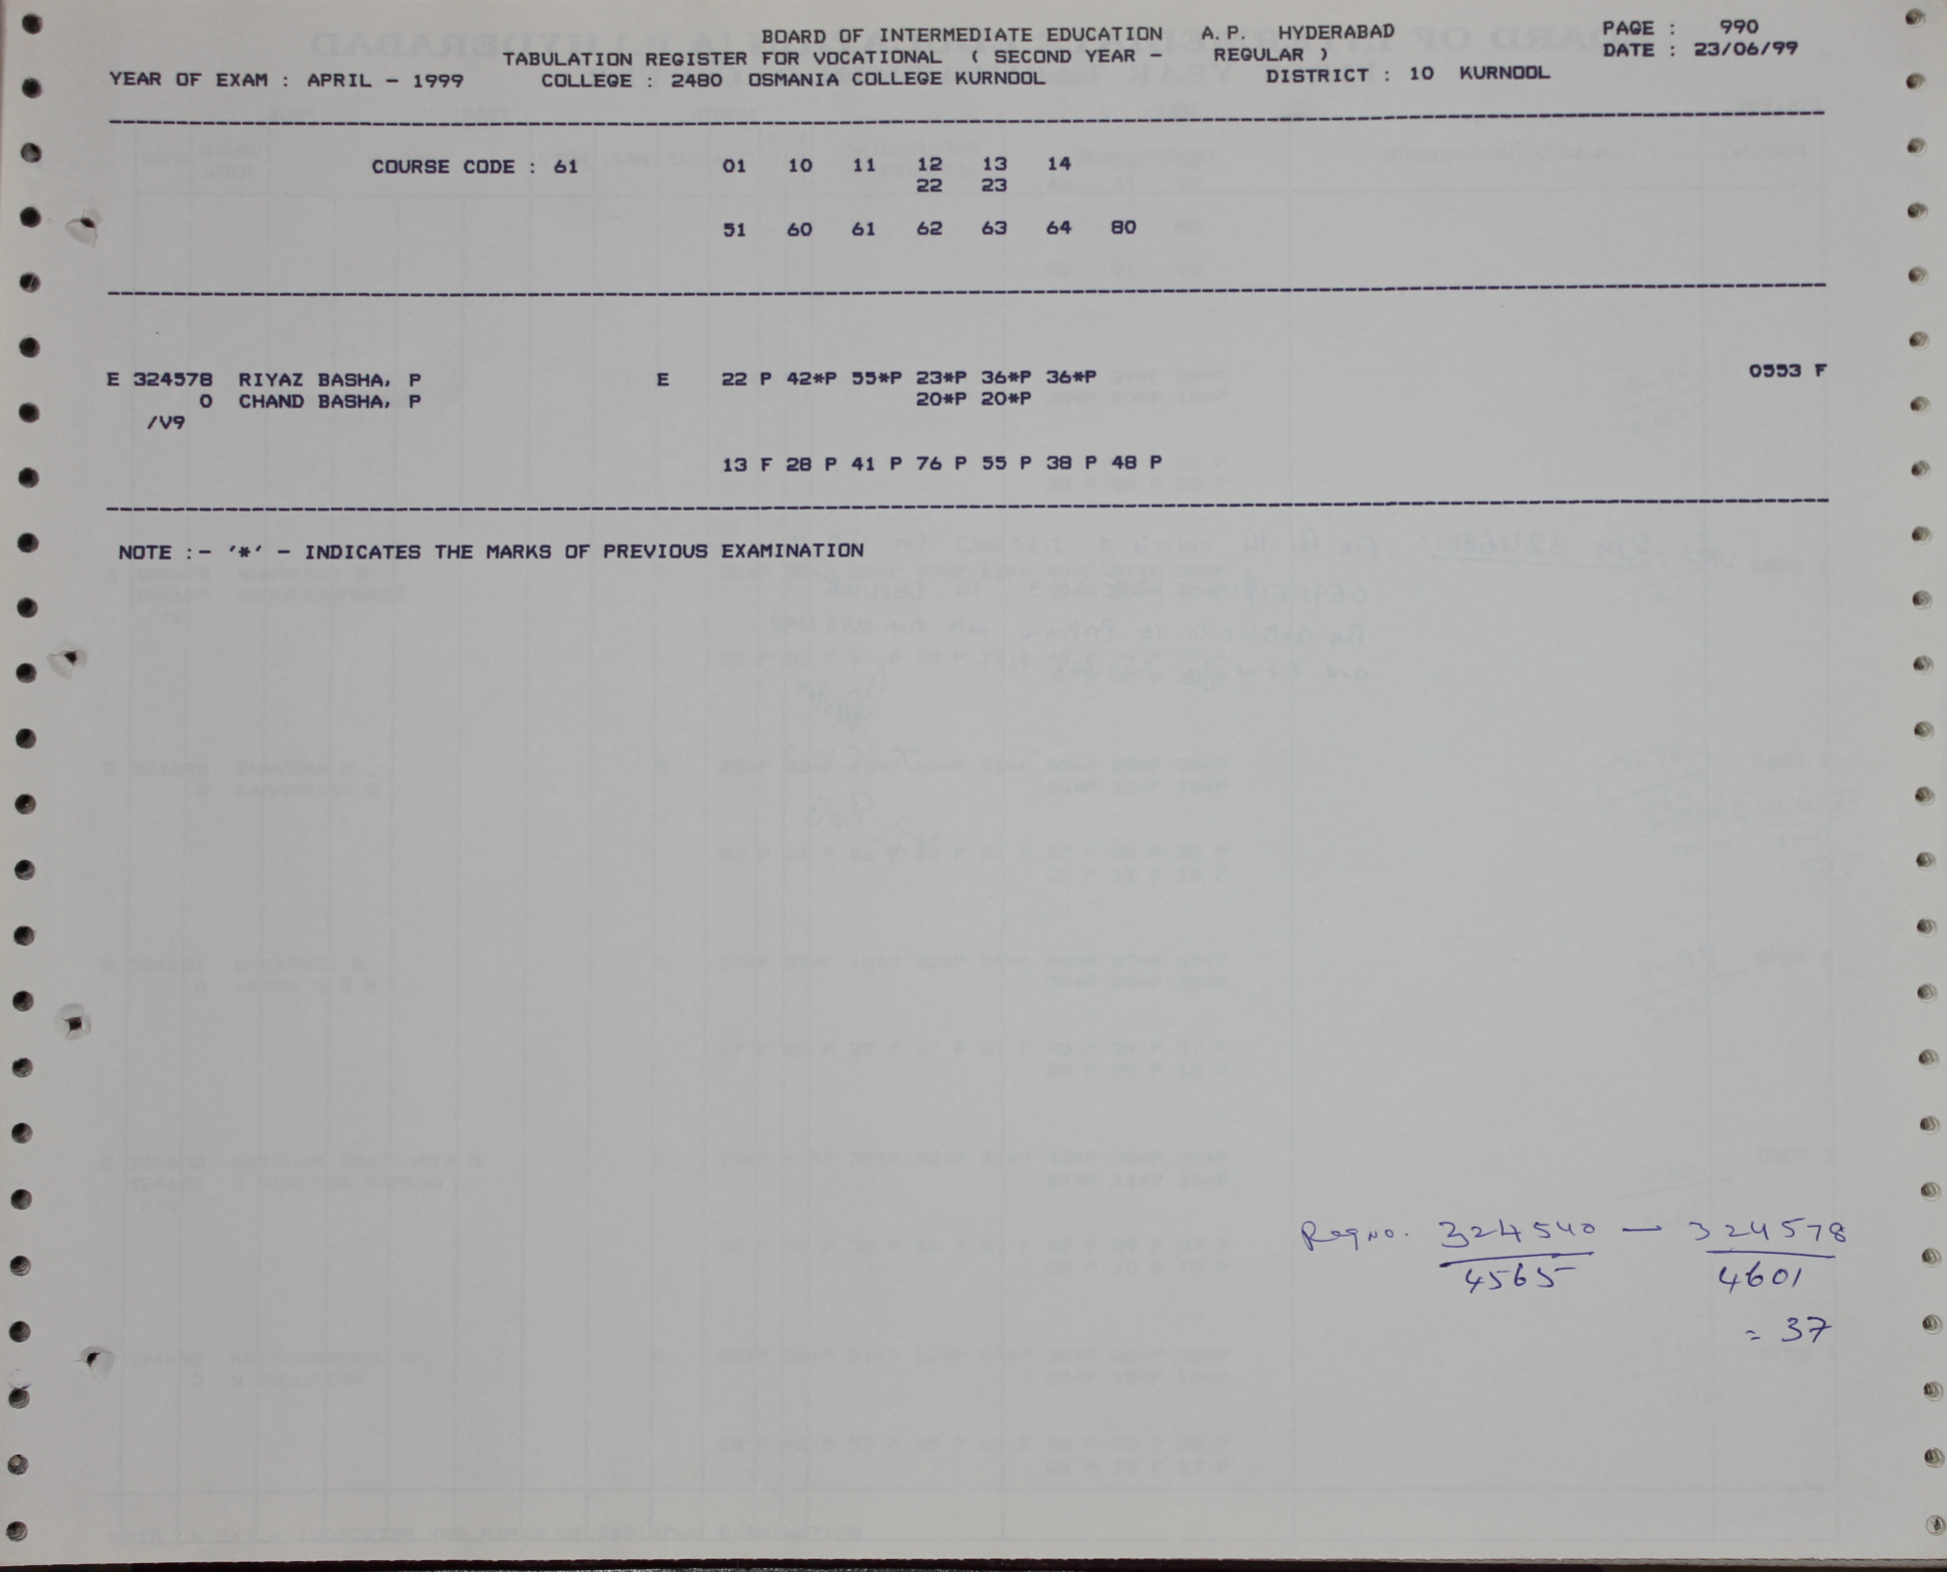 BOARD OF INTERMEDIATE EDUCATION A.P. HYDERABAD PAGE : 990
TABULATION REGISTER FOR VOCATIONAL ( SECOND YEAR - REGULAR ) DATE : 23/06/99
YEAR OF EXAM : APRIL - 1999 COLLEGE : 2480 OSMANIA COLLEGE KURNOOL DISTRICT : 10 KURNOOL
COURSE CODE : 61 01 10 11 12 13 14
22 23
51 60 61 62 63 64 80
E 324578 RIYAZ BASHA, P E 22 P 42*P 55*P 23*P 36*P 36*P 0553 F
0 CHAND BASHA, P 20*P 20*P
/V9
13 F 28 P 41 P 76 P 55 P 38 P 48 P
NOTE :- '*' - INDICATES THE MARKS OF PREVIOUS EXAMINATION
Reg no. 324540 — 324578
4565 4601
= 37